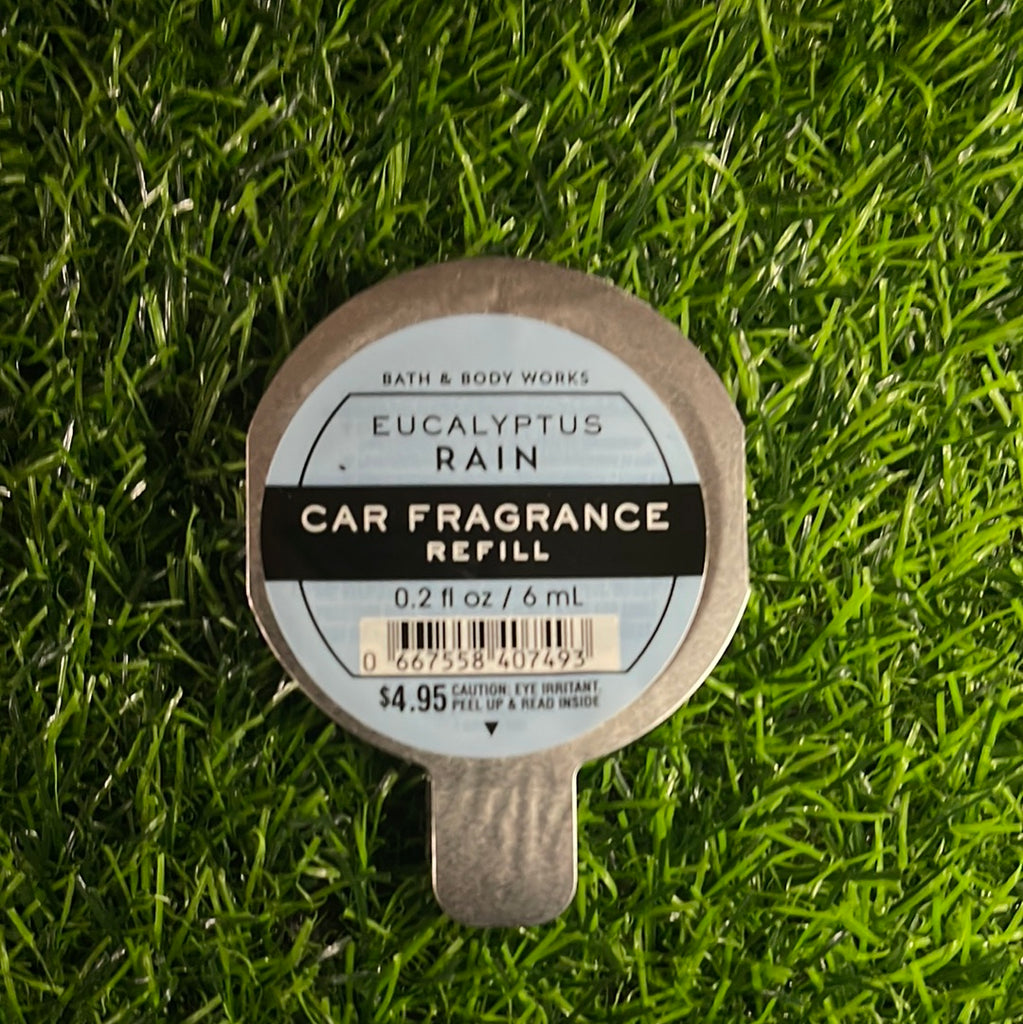 BATH & BODY WORKS
EUCALYPTUS
RAIN
CAR FRAGRANCE
REFILL
0.2 fl oz / 6 mL
0 667558 407493
$4.95 CAUTION: EYE IRRITANT.
PEEL UP & READ INSIDE